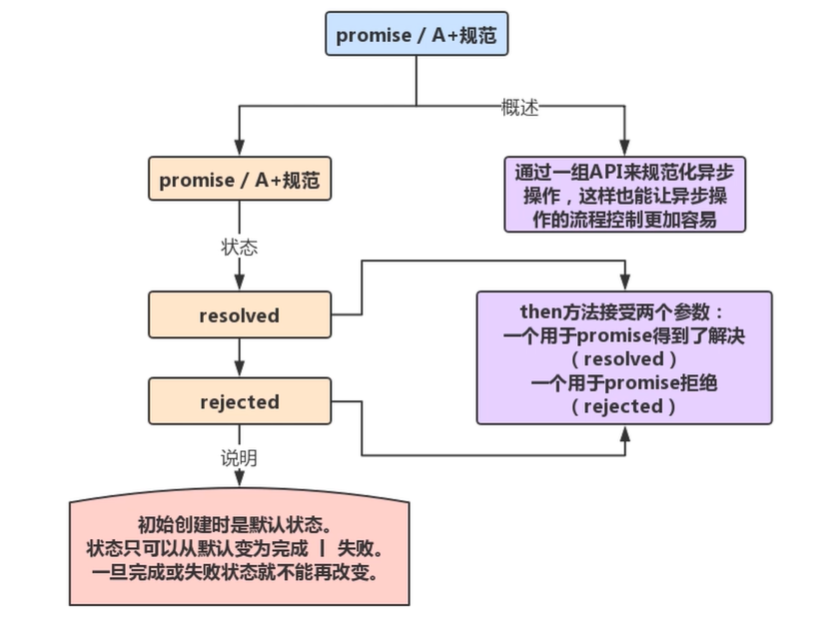 promise / A+规范
概述
promise / A+规范
通过一组API来规范化异步
操作，这样也能让异步操
作的流程控制更加容易
状态
resolved
then方法接受两个参数：
一个用于promise得到了解决
（resolved）
一个用于promise拒绝
（rejected）
rejected
说明
初始创建时是默认状态。
状态只可以从默认变为完成 | 失败。
一旦完成或失败状态就不能再改变。